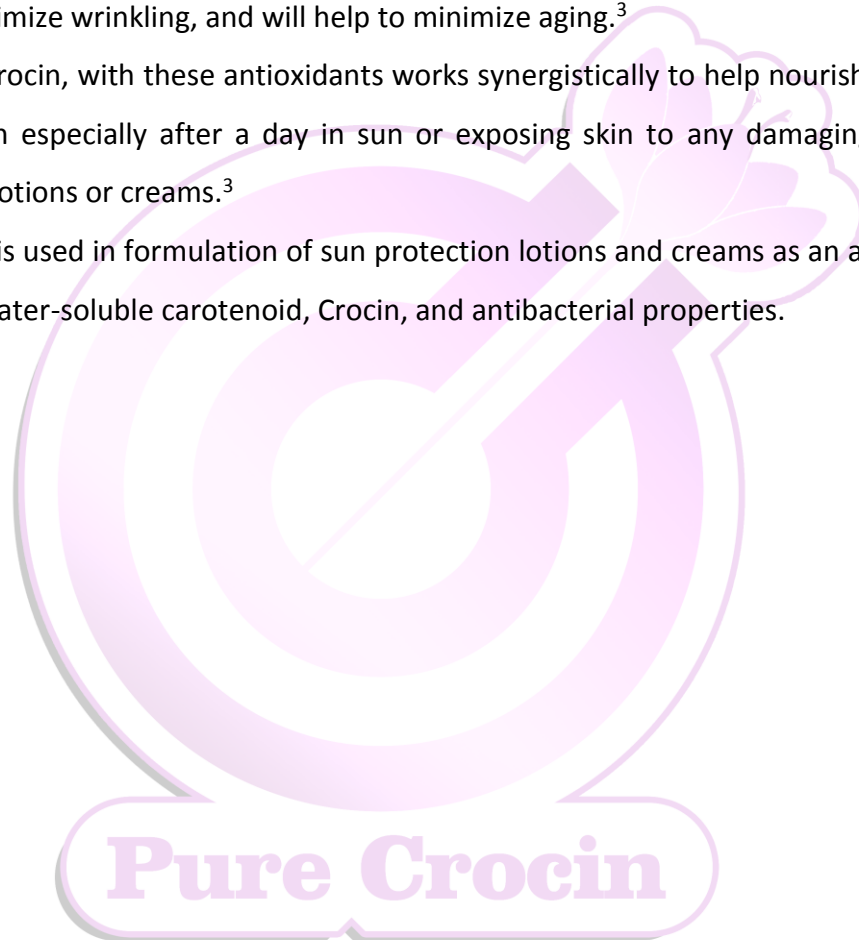 imize wrinkling, and will help to minimize aging.³
rocin, with these antioxidants works synergistically to help nourish
n especially after a day in sun or exposing skin to any damaging
otions or creams.³
is used in formulation of sun protection lotions and creams as an a
ater-soluble carotenoid, Crocin, and antibacterial properties.
Pure Crocin